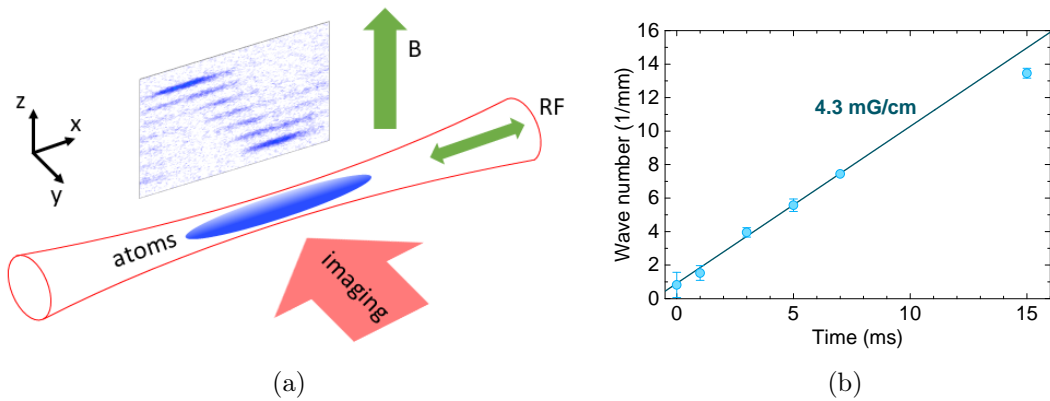 B
RF
z
x
y
atoms
imaging
(a)
16
14
12
10
8
6
4
2
0
Wave number (1/mm)
4.3 mG/cm
0 5 10 15
Time (ms)
(b)